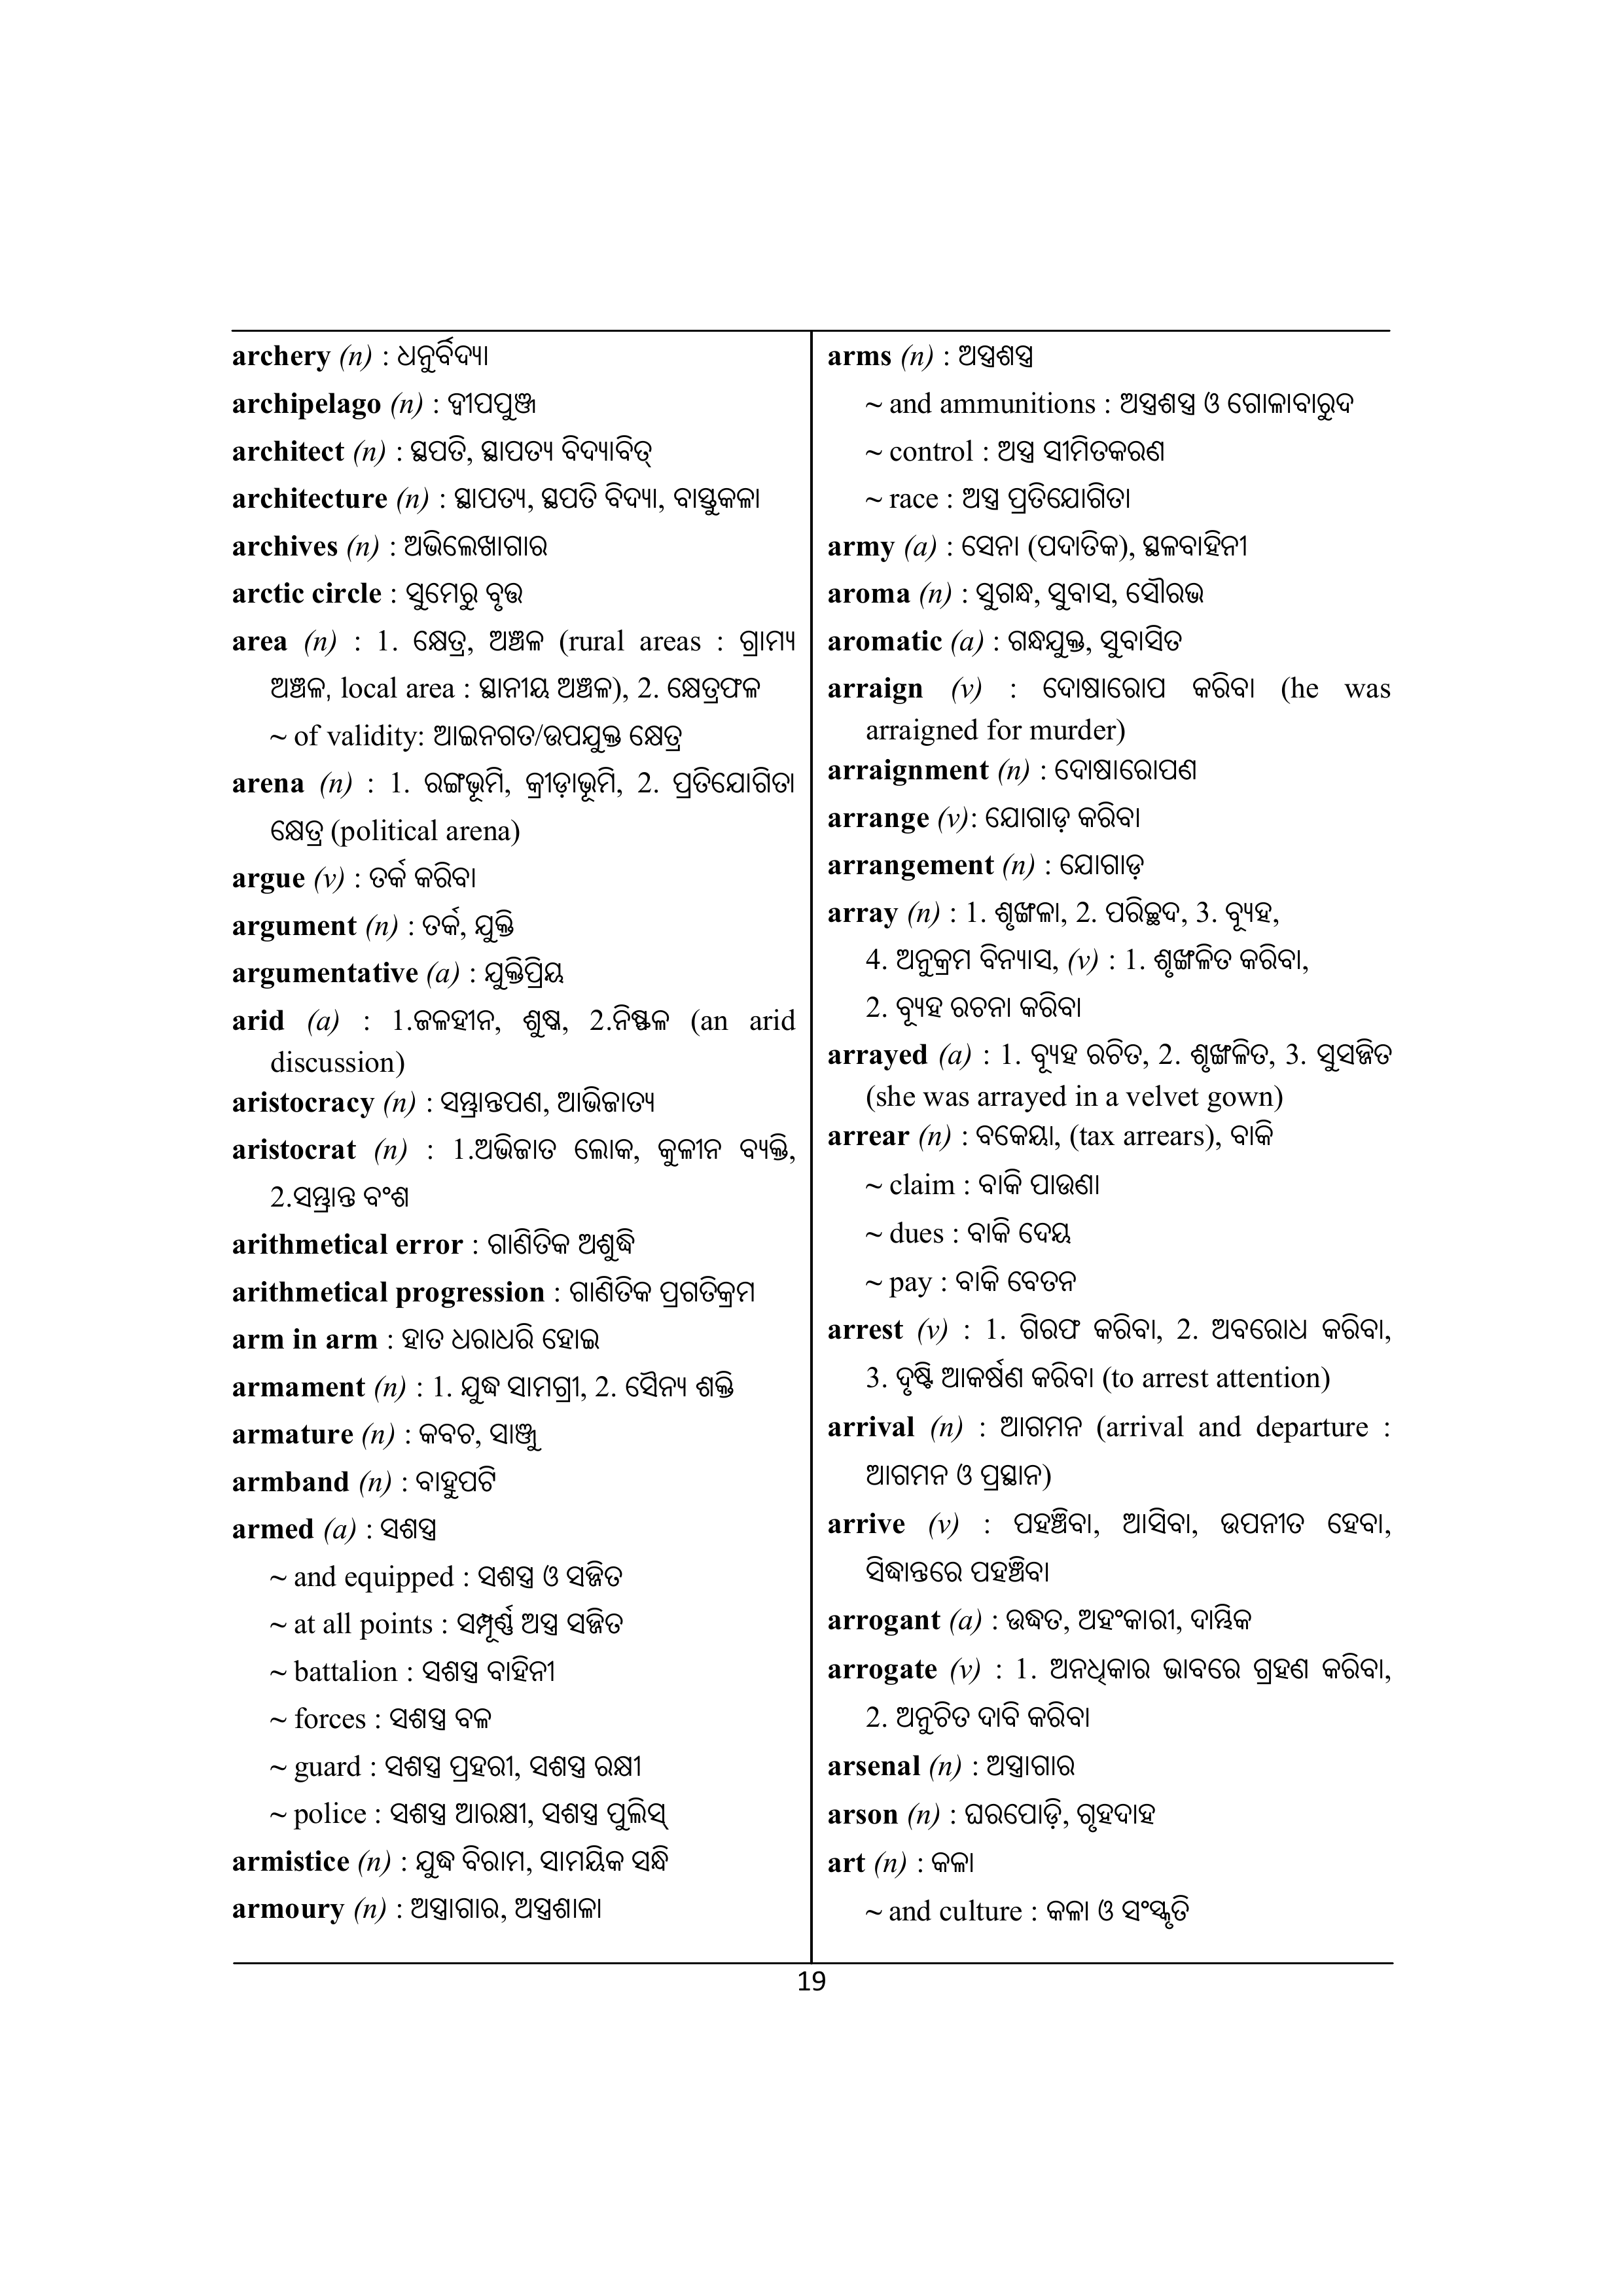 archery (n) : ଧନୁର୍ବିଦ୍ୟା
archipelago (n) : ଦ୍ୱୀପପୁଞ୍ଜ
architect (n) : ସ୍ଥପତି, ସ୍ଥାପତ୍ୟ ବିଦ୍ୟାବିତ୍
architecture (n) : ସ୍ଥାପତ୍ୟ, ସ୍ଥପତି ବିଦ୍ୟା, ବାସ୍ତୁକଳା
archives (n) : ଅଭିଲେଖାଗାର
arctic circle : ସୁମେରୁ ବୃତ୍ତ
area (n) : 1. କ୍ଷେତ୍ର, ଅଞ୍ଚଳ (rural areas : ଗ୍ରାମ୍ୟ
ଅଞ୍ଚଳ, local area : ସ୍ଥାନୀୟ ଅଞ୍ଚଳ), 2. କ୍ଷେତ୍ରଫଳ
~ of validity: ଆଇନଗତ/ଉପଯୁକ୍ତ କ୍ଷେତ୍ର
arena (n) : 1. ରଙ୍ଗଭୂମି, କ୍ରୀଡ଼ାଭୂମି, 2. ପ୍ରତିଯୋଗିତା
କ୍ଷେତ୍ର (political arena)
argue (v) : ତର୍କ କରିବା
argument (n) : ତର୍କ, ଯୁକ୍ତି
argumentative (a) : ଯୁକ୍ତିପ୍ରିୟ
arid (a) : 1.ଜଳହୀନ, ଶୁଷ୍କ, 2.ନିଷ୍ଫଳ (an arid
discussion)
aristocracy (n) : ସମ୍ଭ୍ରାନ୍ତପଣ, ଆଭିଜାତ୍ୟ
aristocrat (n) : 1.ଅଭିଜାତ ଲୋକ, କୁଳୀନ ବ୍ୟକ୍ତି,
2.ସମ୍ଭ୍ରାନ୍ତ ବଂଶ
arithmetical error : ଗାଣିତିକ ଅଶୁଦ୍ଧି
arithmetical progression : ଗାଣିତିକ ପ୍ରଗତିକ୍ରମ
arm in arm : ହାତ ଧରାଧରି ହୋଇ
armament (n) : 1. ଯୁଦ୍ଧ ସାମଗ୍ରୀ, 2. ସୈନ୍ୟ ଶକ୍ତି
armature (n) : କବଚ, ସାଞ୍ଜୁ
armband (n) : ବାହୁପଟି
armed (a) : ସଶସ୍ତ୍ର
~ and equipped : ସଶସ୍ତ୍ର ଓ ସଜ୍ଜିତ
~ at all points : ସମ୍ପୂର୍ଣ୍ଣ ଅସ୍ତ୍ର ସଜ୍ଜିତ
~ battalion : ସଶସ୍ତ୍ର ବାହିନୀ
~ forces : ସଶସ୍ତ୍ର ବଳ
~ guard : ସଶସ୍ତ୍ର ପ୍ରହରୀ, ସଶସ୍ତ୍ର ରକ୍ଷୀ
~ police : ସଶସ୍ତ୍ର ଆରକ୍ଷୀ, ସଶସ୍ତ୍ର ପୁଲିସ୍
armistice (n) : ଯୁଦ୍ଧ ବିରାମ, ସାମୟିକ ସନ୍ଧି
armoury (n) : ଅସ୍ତ୍ରାଗାର, ଅସ୍ତ୍ରଶାଳା
arms (n) : ଅସ୍ତ୍ରଶସ୍ତ୍ର
~ and ammunitions : ଅସ୍ତ୍ରଶସ୍ତ୍ର ଓ ଗୋଳାବାରୁଦ
~ control : ଅସ୍ତ୍ର ସୀମିତକରଣ
~ race : ଅସ୍ତ୍ର ପ୍ରତିଯୋଗିତା
army (a) : ସେନା (ପଦାତିକ), ସ୍ଥଳବାହିନୀ
aroma (n) : ସୁଗନ୍ଧ, ସୁବାସ, ସୌରଭ
aromatic (a) : ଗନ୍ଧଯୁକ୍ତ, ସୁବାସିତ
arraign (v) : ଦୋଷାରୋପ କରିବା (he was
arraigned for murder)
arraignment (n) : ଦୋଷାରୋପଣ
arrange (v): ଯୋଗାଡ଼ କରିବା
arrangement (n) : ଯୋଗାଡ଼
array (n) : 1. ଶୃଙ୍ଖଳା, 2. ପରିଚ୍ଛଦ, 3. ବ୍ୟୂହ,
4. ଅନୁକ୍ରମ ବିନ୍ୟାସ, (v) : 1. ଶୃଙ୍ଖଳିତ କରିବା,
2. ବ୍ୟୂହ ରଚନା କରିବା
arrayed (a) : 1. ବ୍ୟୂହ ରଚିତ, 2. ଶୃଙ୍ଖଳିତ, 3. ସୁସଜ୍ଜିତ
(she was arrayed in a velvet gown)
arrear (n) : ବକେୟା, (tax arrears), ବାକି
~ claim : ବାକି ପାଉଣା
~ dues : ବାକି ଦେୟ
~ pay : ବାକି ବେତନ
arrest (v) : 1. ଗିରଫ କରିବା, 2. ଅବରୋଧ କରିବା,
3. ଦୃଷ୍ଟି ଆକର୍ଷଣ କରିବା (to arrest attention)
arrival (n) : ଆଗମନ (arrival and departure :
ଆଗମନ ଓ ପ୍ରସ୍ଥାନ)
arrive (v) : ପହଞ୍ଚିବା, ଆସିବା, ଉପନୀତ ହେବା,
ସିଦ୍ଧାନ୍ତରେ ପହଞ୍ଚିବା
arrogant (a) : ଉଦ୍ଧତ, ଅହଂକାରୀ, ଦାମ୍ଭିକ
arrogate (v) : 1. ଅନଧିକାର ଭାବରେ ଗ୍ରହଣ କରିବା,
2. ଅନୁଚିତ ଦାବି କରିବା
arsenal (n) : ଅସ୍ତ୍ରାଗାର
arson (n) : ଘରପୋଡ଼ି, ଗୃହଦାହ
art (n) : କଳା
~ and culture : କଳା ଓ ସଂସ୍କୃତି
19